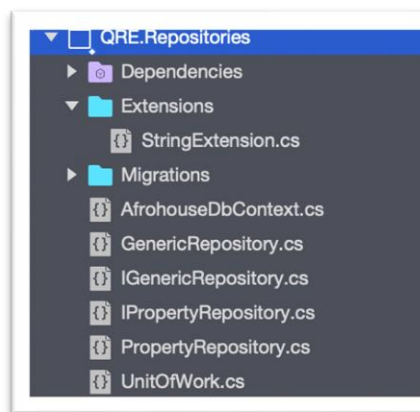 QRE.Repositories
Dependencies
Extensions
StringExtension.cs
Migrations
AfrohouseDbContext.cs
GenericRepository.cs
IGenericRepository.cs
IPropertyRepository.cs
PropertyRepository.cs
UnitOfWork.cs